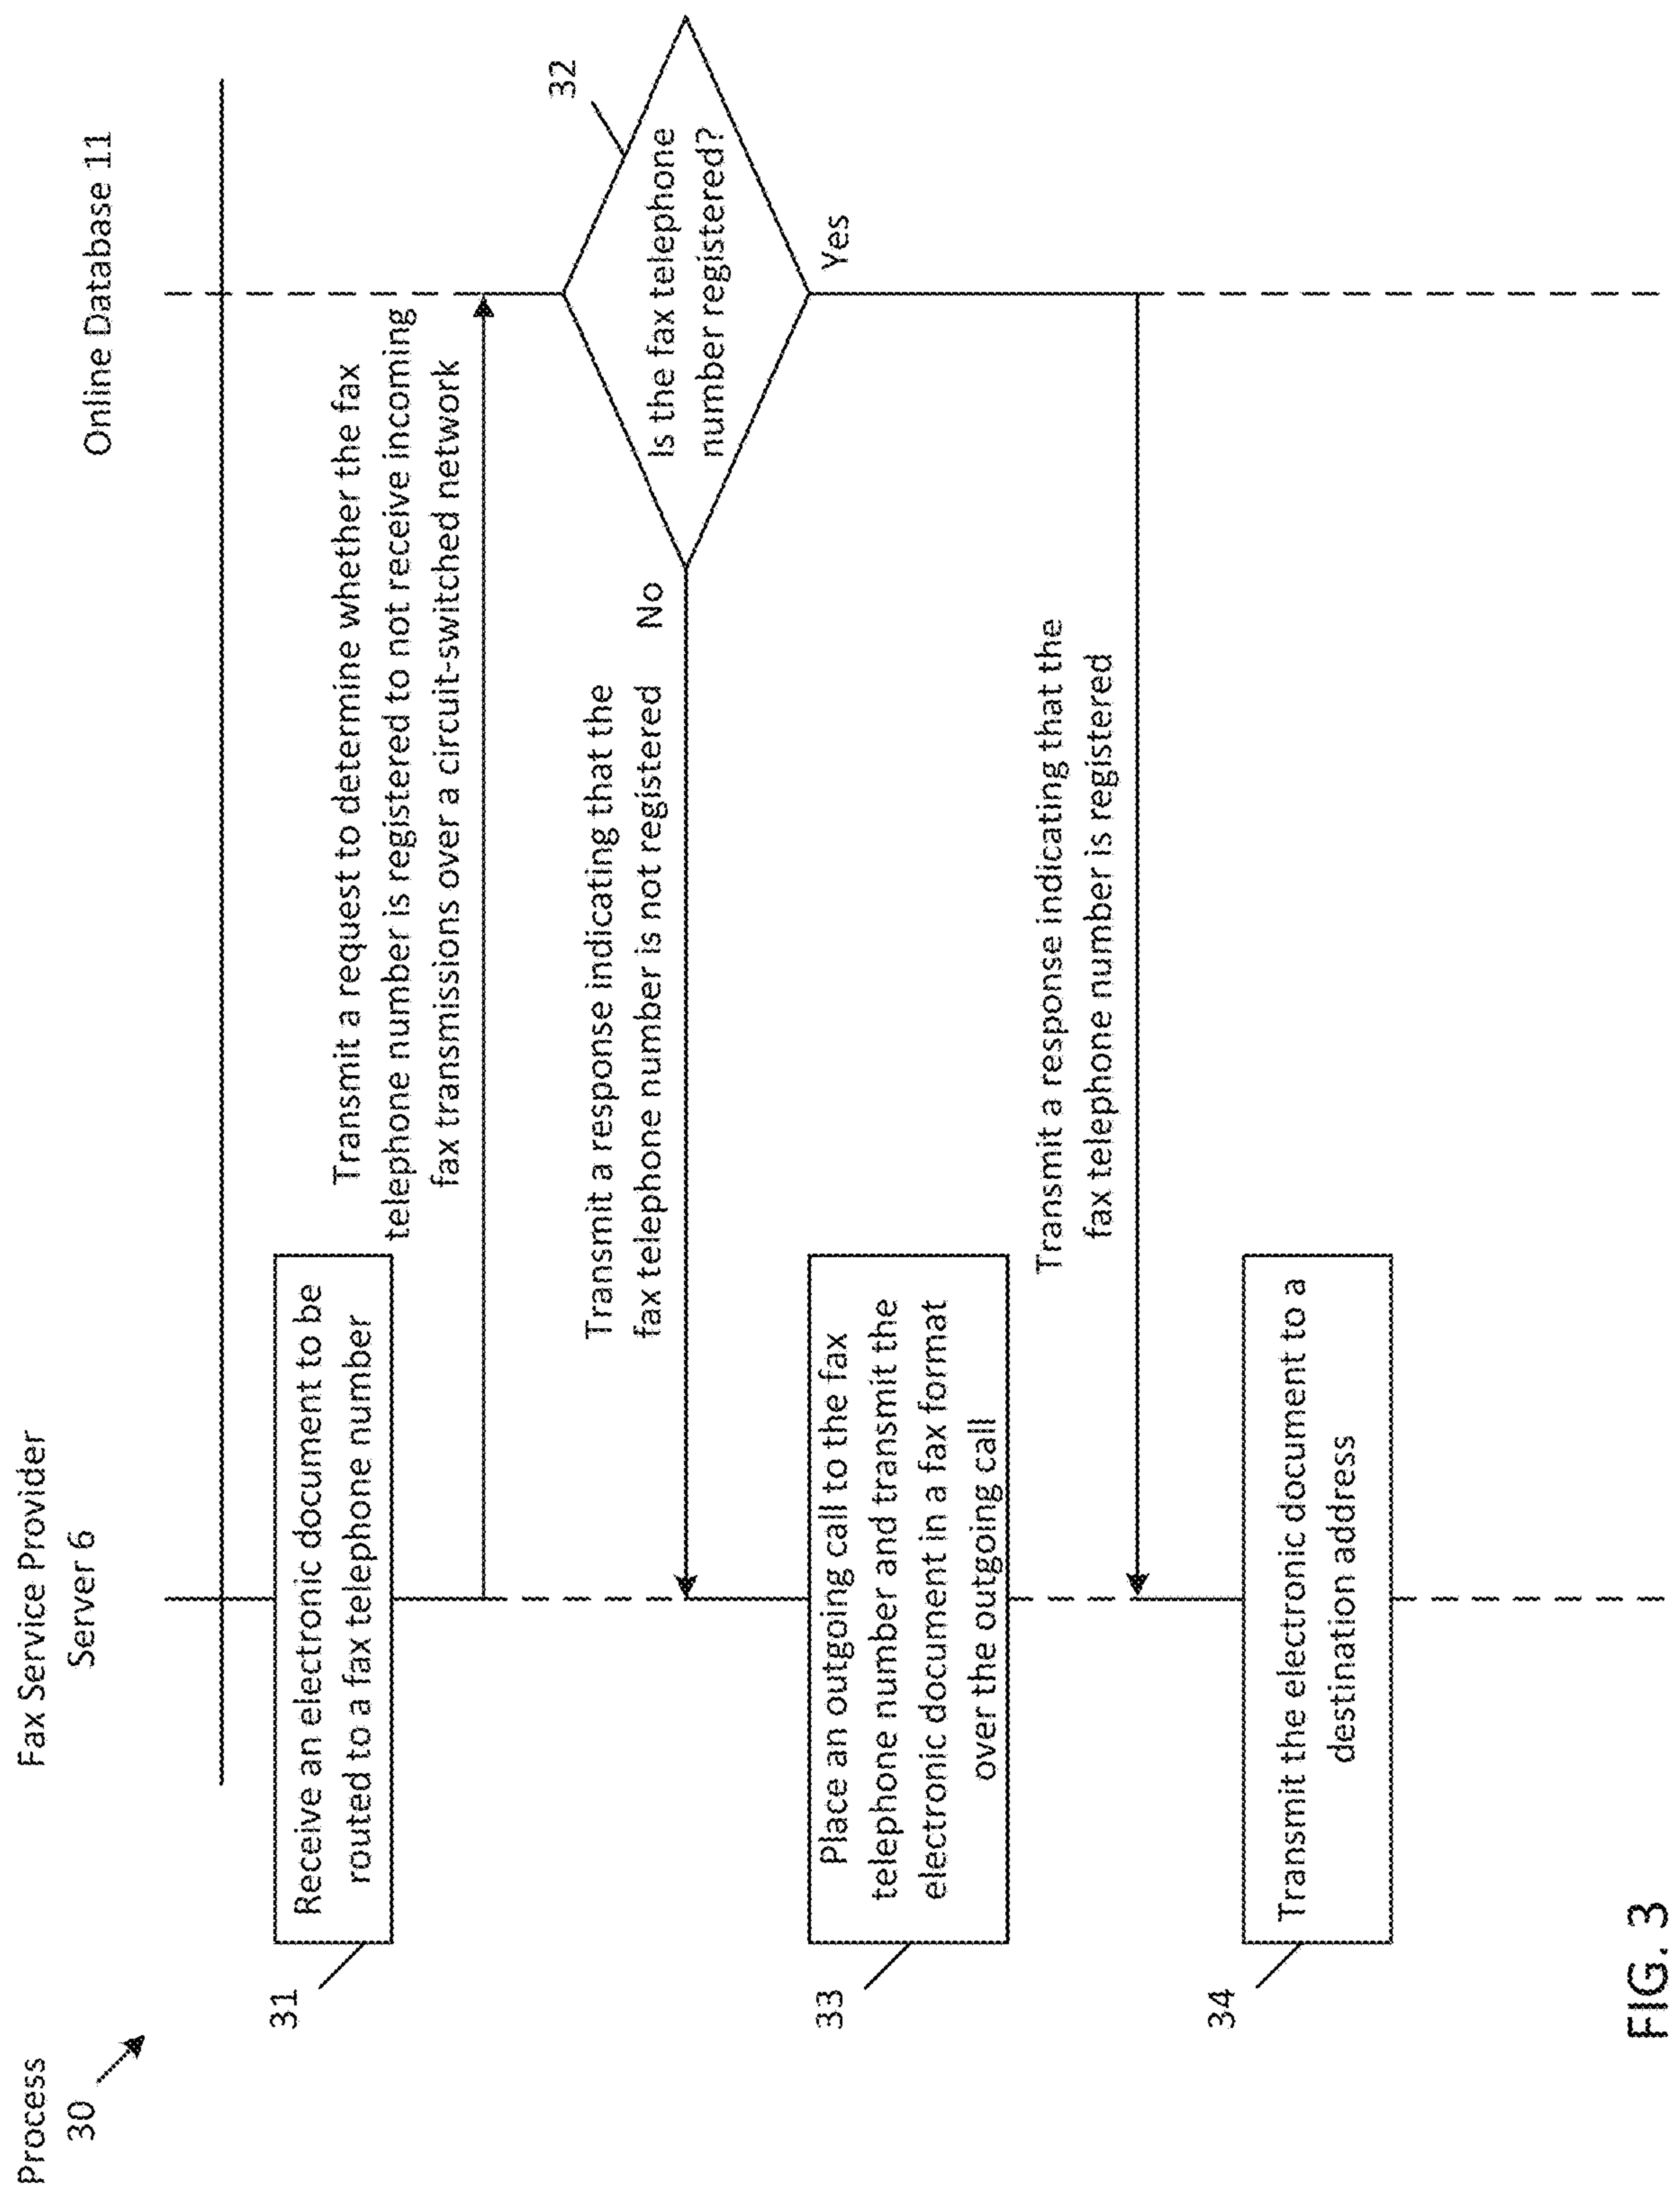 Process
30
Fax Service Provider
Server 6
Online Database 11
31
Receive an electronic document to be
routed to a fax telephone number
Transmit a request to determine whether the fax
telephone number is registered to not receive incoming
fax transmissions over a circuit-switched network
32
Is the fax telephone
number registered?
No
Transmit a response indicating that the
fax telephone number is not registered
Yes
33
Place an outgoing call to the fax
telephone number and transmit the
electronic document in a fax format
over the outgoing call
Transmit a response indicating that the
fax telephone number is registered
34
Transmit the electronic document to a
destination address
FIG. 3